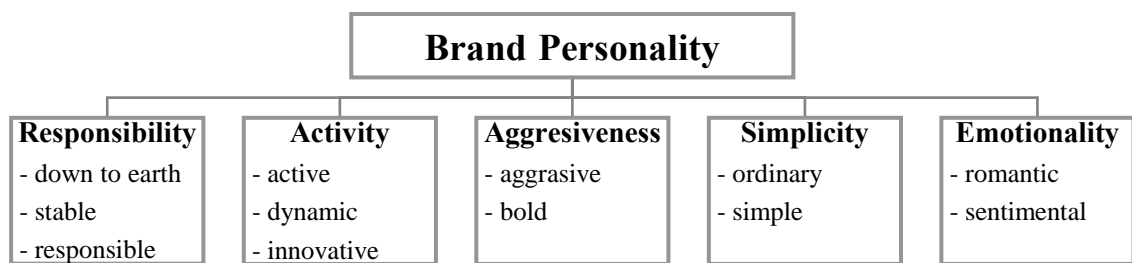 Brand Personality
Responsibility
- down to earth
- stable
- responsible
Activity
- active
- dynamic
- innovative
Aggresiveness
- aggrasive
- bold
Simplicity
- ordinary
- simple
Emotionality
- romantic
- sentimental